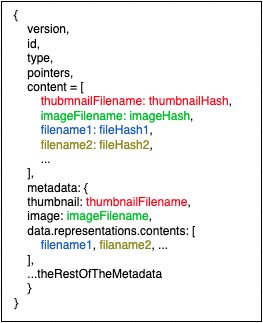 {
version,
id,
type,
pointers,
content = [
thubmnailFilename: thumbnailHash,
imageFilename: imageHash,
filename1: fileHash1,
filename2: fileHash2,
...
],
metadata: {
thumbnail: thumbnailFilename,
image: imageFilename,
data.representations.contents: [
filename1, filaname2, ...
],
...theRestOfTheMetadata
}
}